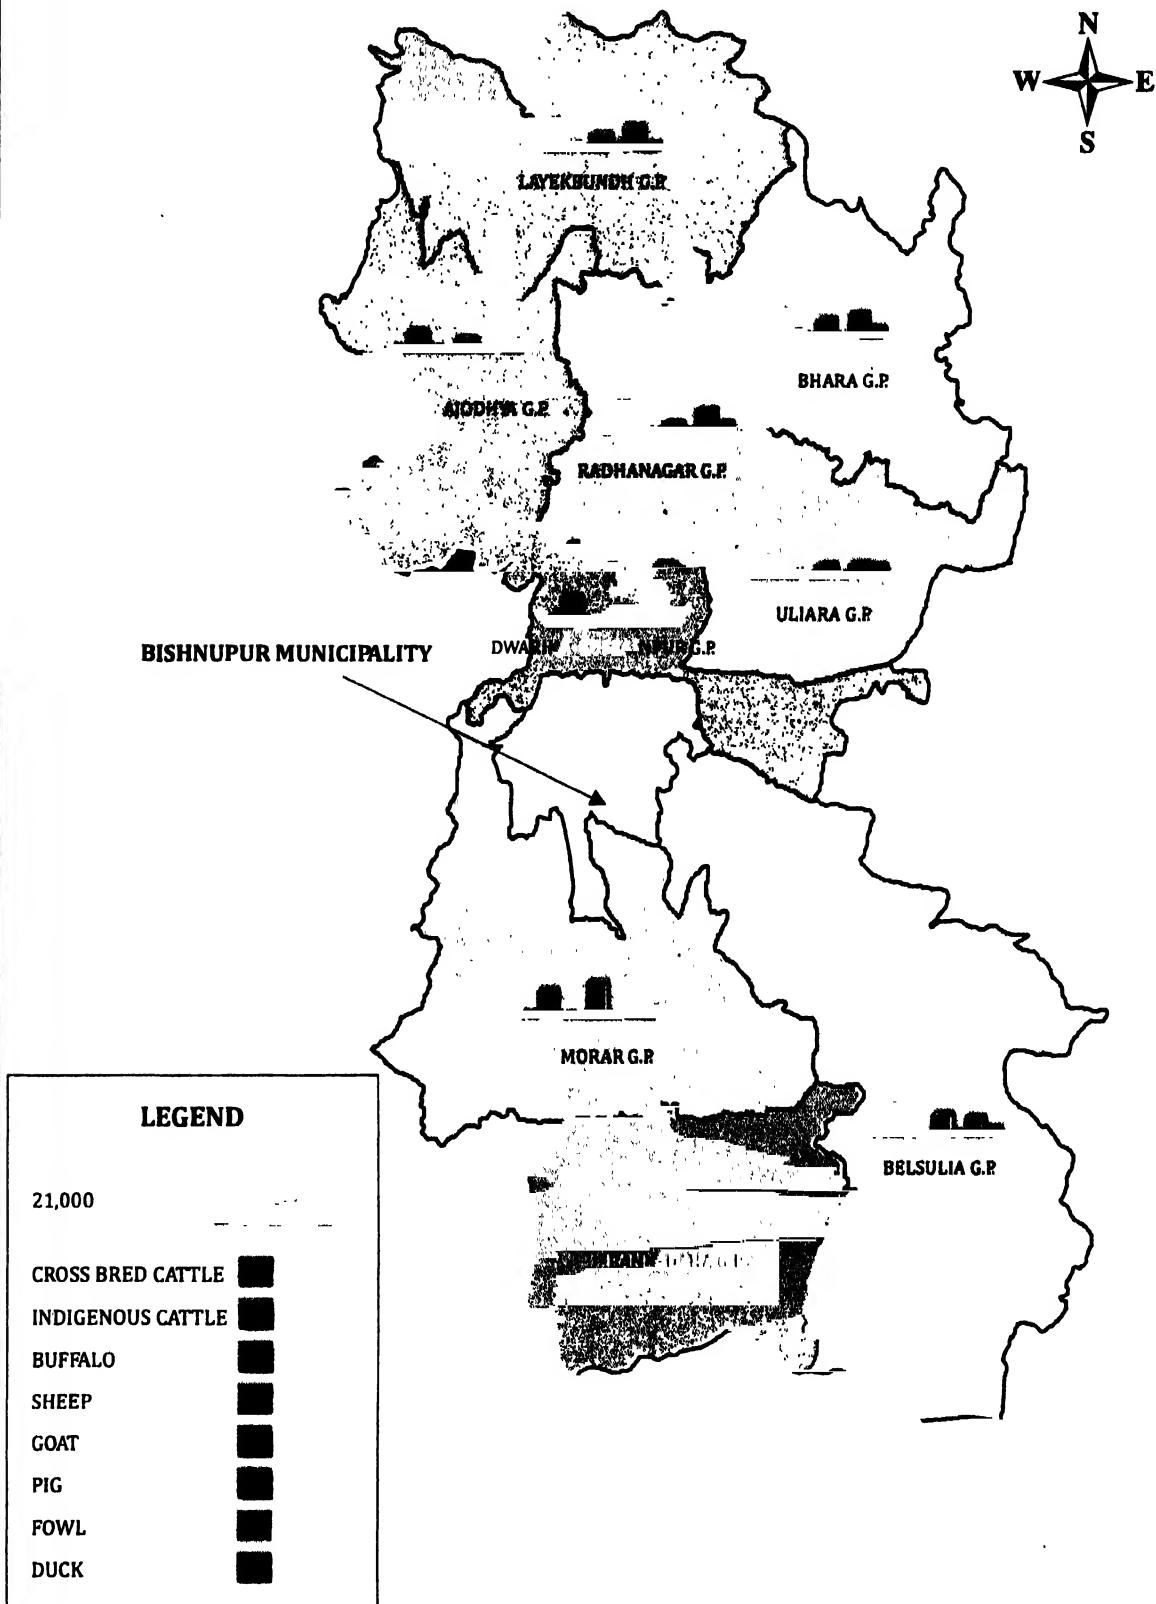 N
W E
S
LAYEKBUNDH G.P.
BHARA G.P.
AJODHYA G.P.
RADHANAGAR G.P.
ULIARA G.P.
BISHNUPUR MUNICIPALITY
G.P.
MORAR G.P.
BELSULIA G.P.
LEGEND
21,000
CROSS BRED CATTLE
INDIGENOUS CATTLE
BUFFALO
SHEEP
GOAT
PIG
FOWL
DUCK